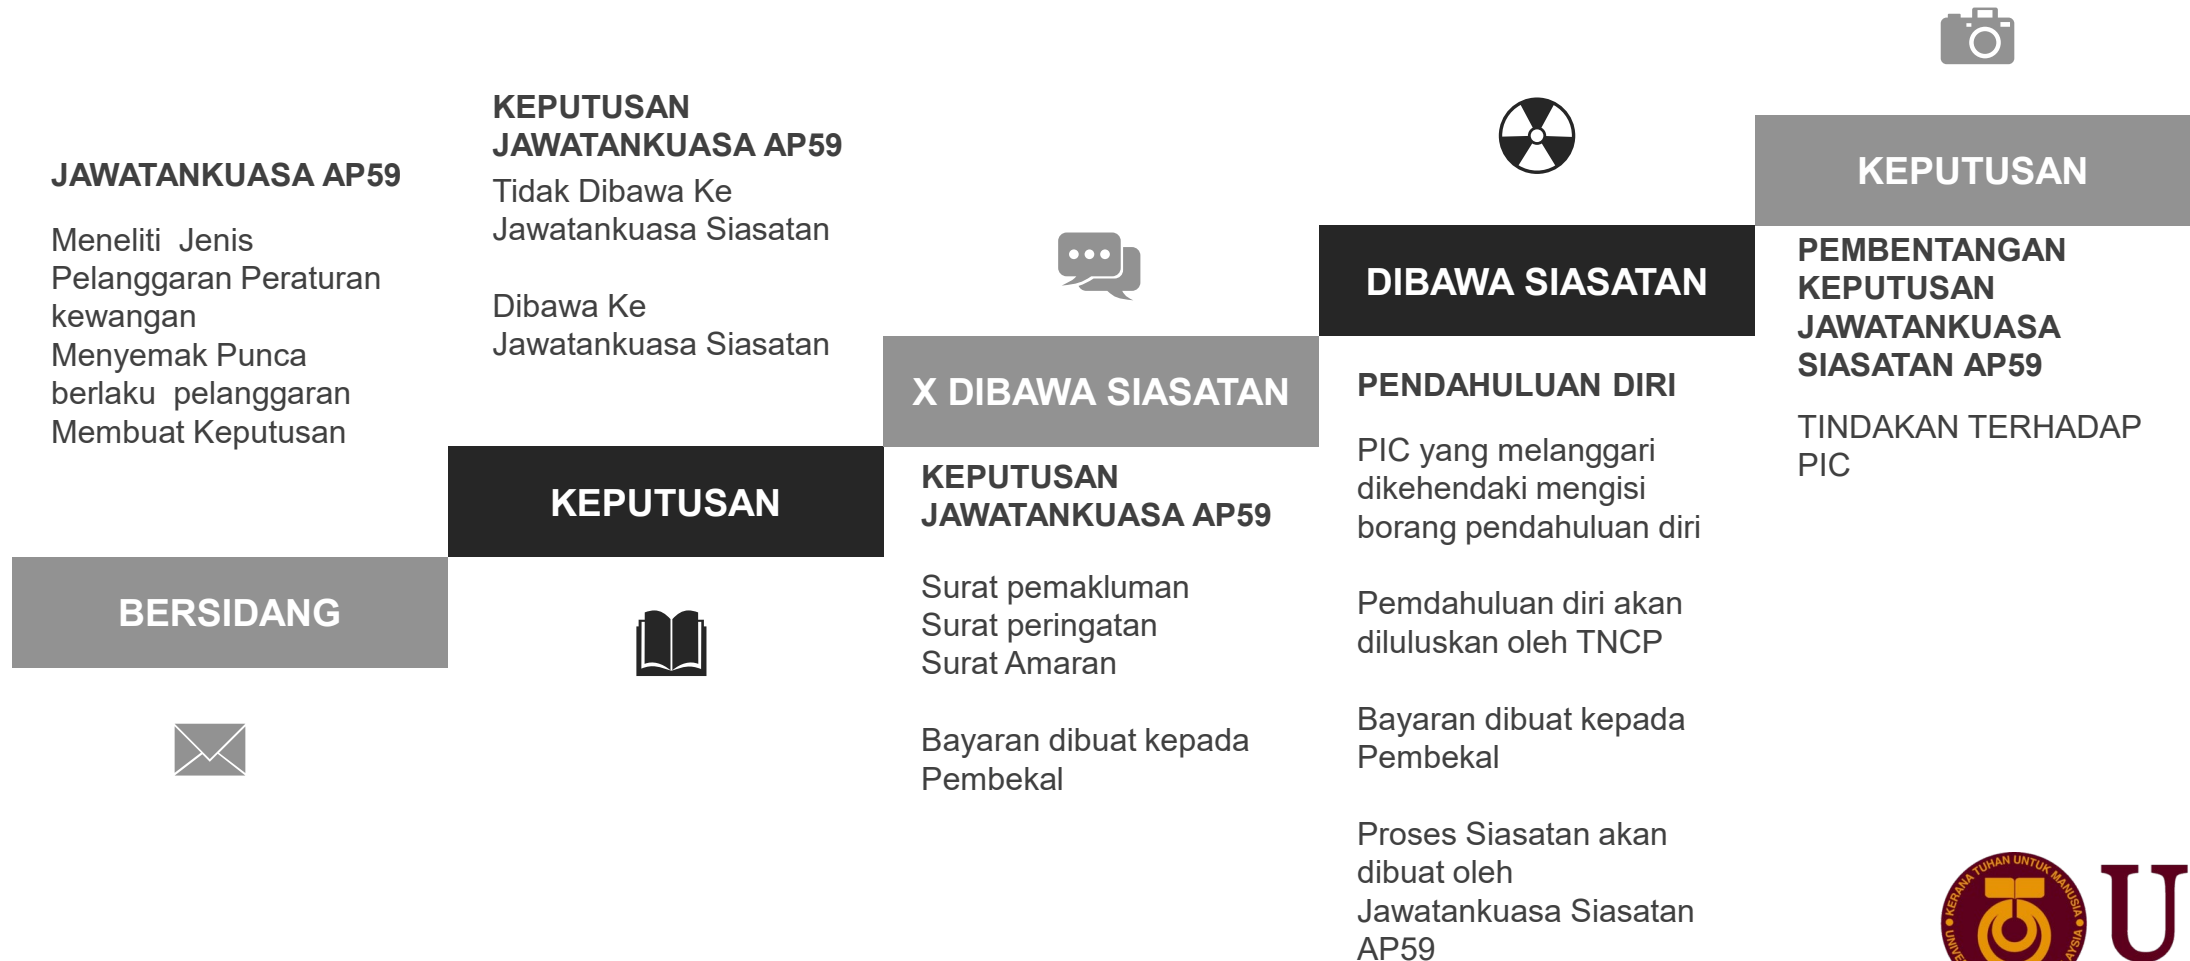 JAWATANKUASA AP59
Meneliti  Jenis
Pelanggaran Peraturan
kewangan
Menyemak Punca
berlaku  pelanggaran
Membuat Keputusan
BERSIDANG
KEPUTUSAN
JAWATANKUASA AP59
Tidak Dibawa Ke
Jawatankuasa Siasatan
Dibawa Ke
Jawatankuasa Siasatan
KEPUTUSAN
X DIBAWA SIASATAN
KEPUTUSAN
JAWATANKUASA AP59
Surat pemakluman
Surat peringatan
Surat Amaran
Bayaran dibuat kepada
Pembekal
DIBAWA SIASATAN
PENDAHULUAN DIRI
PIC yang melanggari
dikehendaki mengisi
borang pendahuluan diri
Pemdahuluan diri akan
diluluskan oleh TNCP
Bayaran dibuat kepada
Pembekal
Proses Siasatan akan
dibuat oleh
Jawatankuasa Siasatan
AP59
KEPUTUSAN
PEMBENTANGAN
KEPUTUSAN
JAWATANKUASA
SIASATAN AP59
TINDAKAN TERHADAP
PIC
KERANA TUHAN UNTUK MANUSIA
U